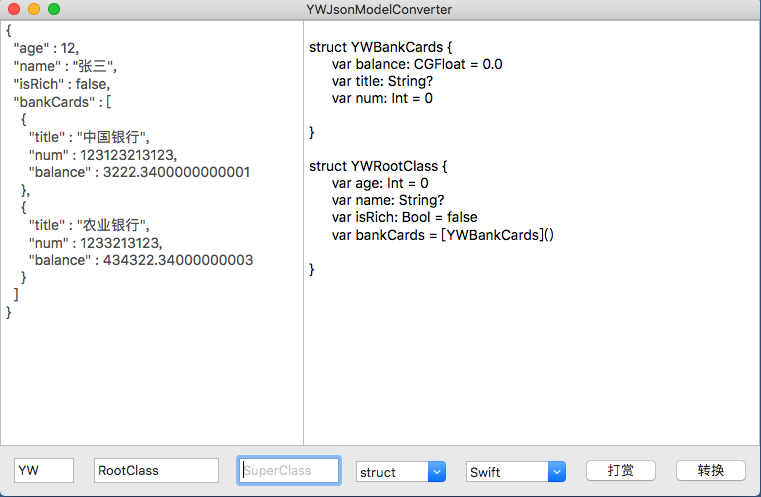 YWJsonModelConverter
{
"age" : 12,
"name" : "张三",
"isRich" : false,
"bankCards" : [
{
"title" : "中国银行",
"num" : 123123213123,
"balance" : 3222.3400000000001
},
{
"title" : "农业银行",
"num" : 1233213123,
"balance" : 434322.34000000003
}
]
}
struct YWBankCards {
var balance: CGFloat = 0.0
var title: String?
var num: Int = 0
}
struct YWRootClass {
var age: Int = 0
var name: String?
var isRich: Bool = false
var bankCards = [YWBankCards]()
}
YW RootClass SuperClass struct Swift 打赏 转换